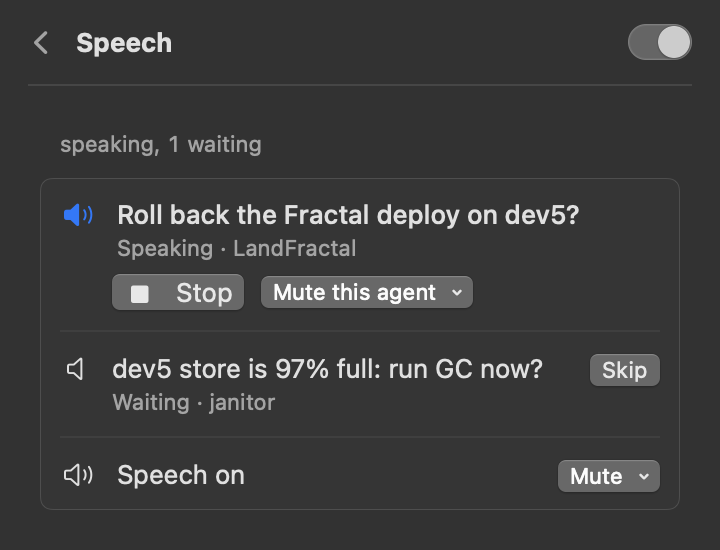 Speech
speaking, 1 waiting
Roll back the Fractal deploy on dev5?
Speaking · LandFractal
Stop
Mute this agent
dev5 store is 97% full: run GC now?
Skip
Waiting · janitor
Speech on
Mute